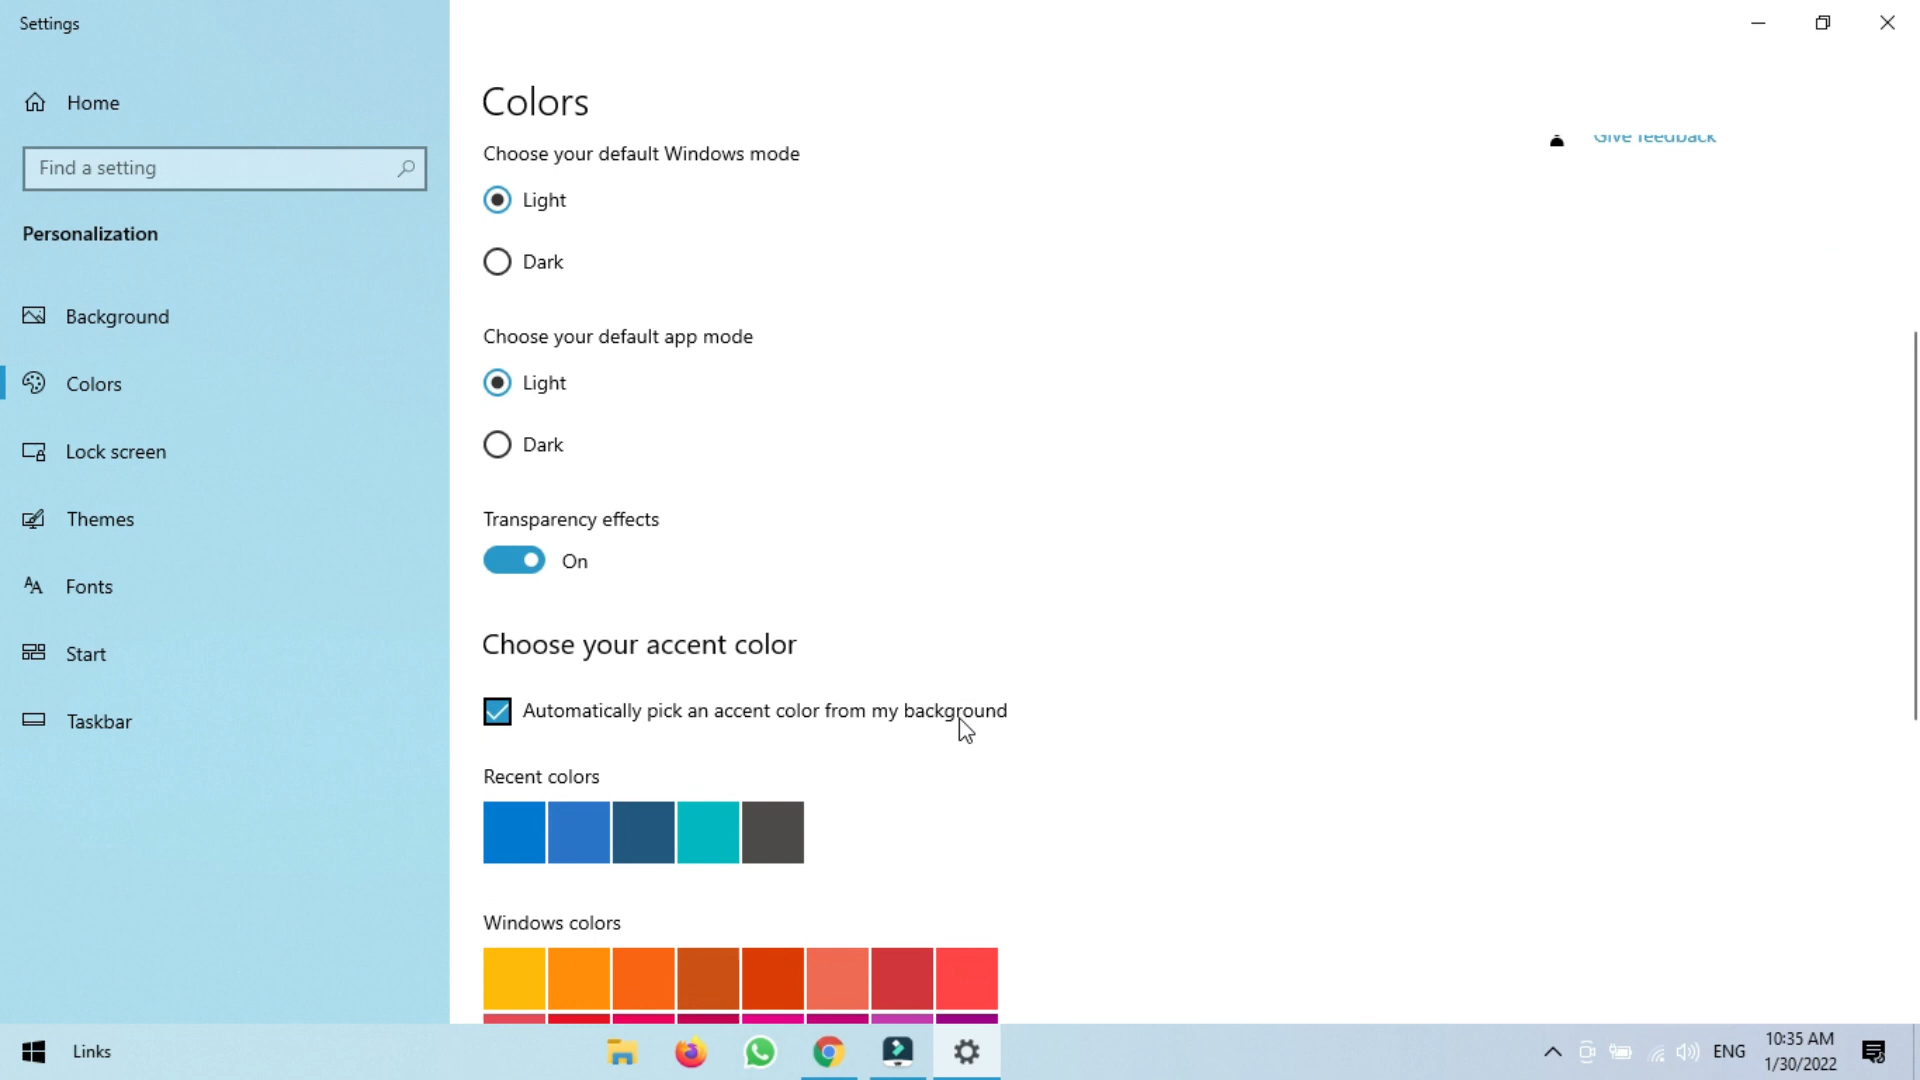 Settings
Home
Find a setting
Personalization
Background
Colors
Lock screen
Themes
Fonts
Start
Taskbar
Colors
Give feedback
Choose your default Windows mode
Light
Dark
Choose your default app mode
Light
Dark
Transparency effects
On
Choose your accent color
Automatically pick an accent color from my background
Recent colors
Windows colors
Links
ENG
10:35 AM
1/30/2022